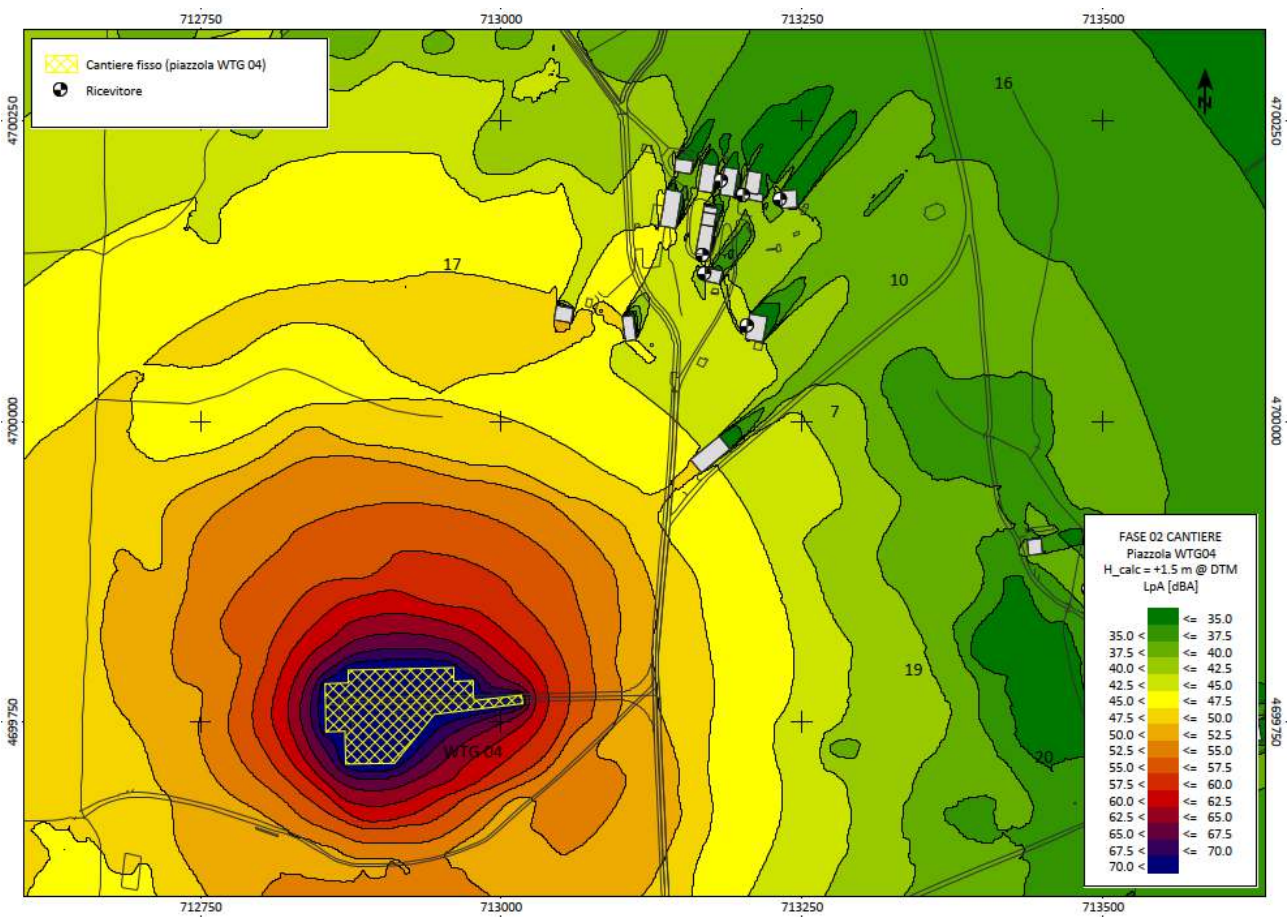 712750 713000 713250 713500
Cantiere fisso (piazzola WTG 04)
Ricevitore
16
N
4700250 4700250
17
10
7
4700000 4700000
FASE 02 CANTIERE
Piazzola WTG04
H_calc = +1.5 m @ DTM
LpA [dBA]
<= 35.0
35.0 < <= 37.5
37.5 < <= 40.0
40.0 < <= 42.5
42.5 < <= 45.0
45.0 < <= 47.5
47.5 < <= 50.0
50.0 < <= 52.5
52.5 < <= 55.0
55.0 < <= 57.5
57.5 < <= 60.0
60.0 < <= 62.5
62.5 < <= 65.0
65.0 < <= 67.5
67.5 < <= 70.0
70.0 <
19
4699750 4699750
WTG 04
20
712750 713000 713250 713500